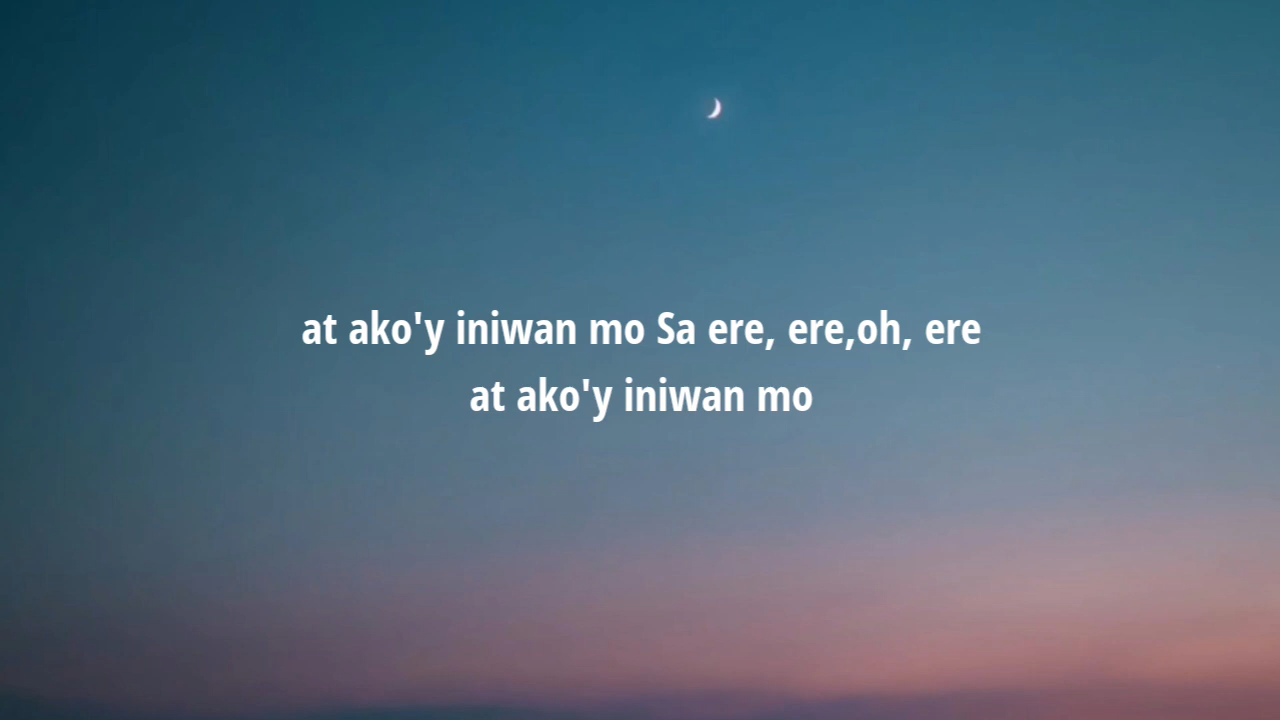 at ako'y iniwan mo Sa ere, ere,oh, ere
at ako'y iniwan mo